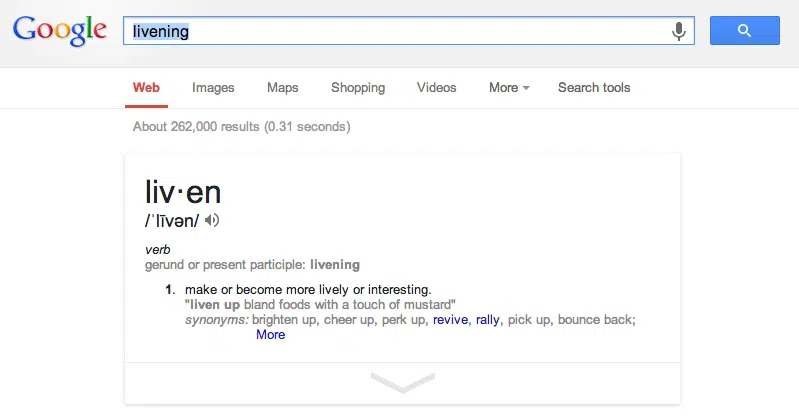 Google livening
Web Images Maps Shopping Videos More Search tools
About 262,000 results (0.31 seconds)
liv·en
/ˈlīvən/
verb
gerund or present participle: livening
1. make or become more lively or interesting.
"liven up bland foods with a touch of mustard"
synonyms: brighten up, cheer up, perk up, revive, rally, pick up, bounce back;
More